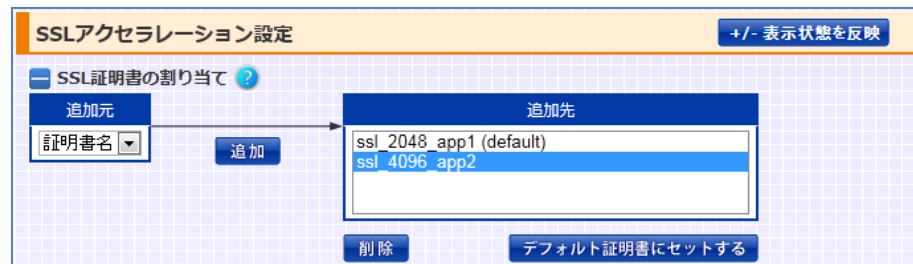 SSLアクセラレーション設定
+/- 表示状態を反映
SSL証明書の割り当て ?
追加元
追加先
証明書名
追加
ssl_2048_app1 (default)
ssl_4096_app2
削除
デフォルト証明書にセットする